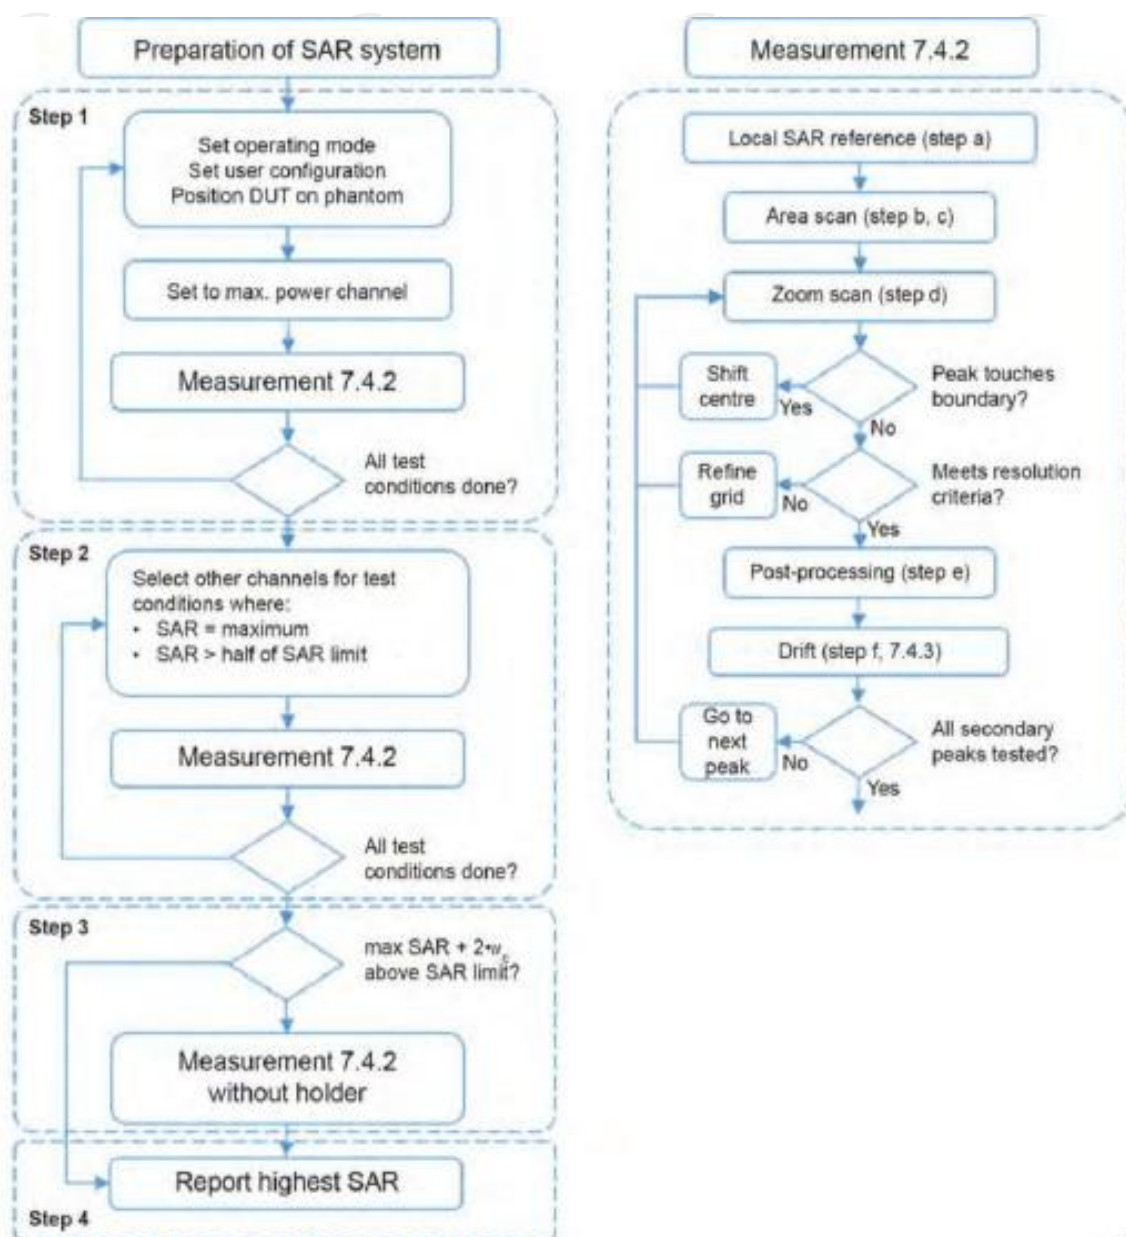 Preparation of SAR system
Step 1
Set operating mode
Set user configuration
Position DUT on phantom
Set to max. power channel
Measurement 7.4.2
All test
conditions done?
Step 2
Select other channels for test
conditions where:
• SAR = maximum
• SAR > half of SAR limit
Measurement 7.4.2
All test
conditions done?
Step 3
max SAR + 2•u
above SAR limit?
Measurement 7.4.2
without holder
Report highest SAR
Step 4
Measurement 7.4.2
Local SAR reference (step a)
Area scan (step b, c)
Zoom scan (step d)
Shift
centre
Yes
Peak touches
boundary?
No
Refine
grid
No
Meets resolution
criteria?
Yes
Post-processing (step e)
Drift (step f, 7.4.3)
Go to
next
peak
No
All secondary
peaks tested?
Yes